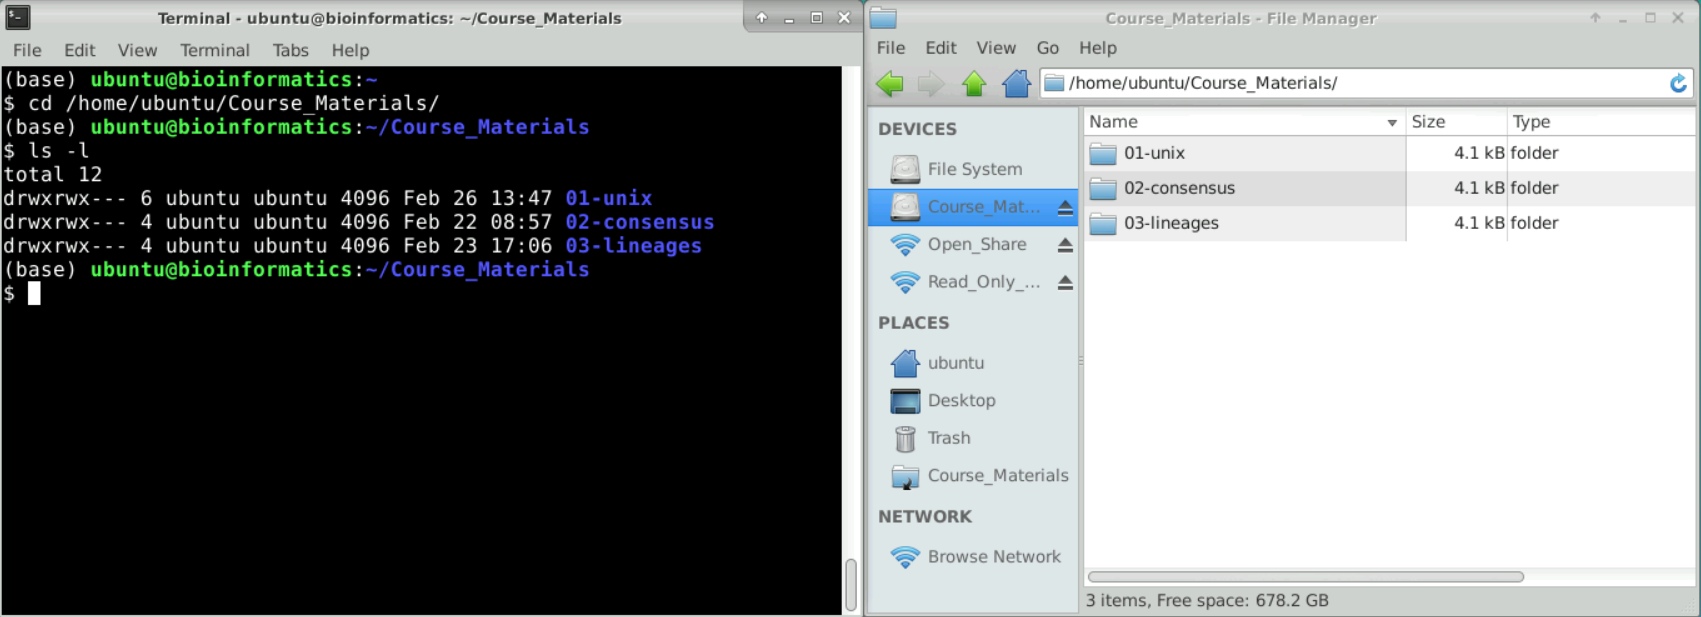 Terminal - ubuntu@bioinformatics: ~/Course_Materials
File Edit View Terminal Tabs Help
(base) ubuntu@bioinformatics:~
$ cd /home/ubuntu/Course_Materials/
(base) ubuntu@bioinformatics:~/Course_Materials
$ ls -l
total 12
drwxrwx--- 6 ubuntu ubuntu 4096 Feb 26 13:47 01-unix
drwxrwx--- 4 ubuntu ubuntu 4096 Feb 22 08:57 02-consensus
drwxrwx--- 4 ubuntu ubuntu 4096 Feb 23 17:06 03-lineages
(base) ubuntu@bioinformatics:~/Course_Materials
$
Course_Materials - File Manager
File Edit View Go Help
/home/ubuntu/Course_Materials/
DEVICES
File System
Course_Mat...
Open_Share
Read_Only_...
PLACES
ubuntu
Desktop
Trash
Course_Materials
NETWORK
Browse Network
Name Size Type
01-unix 4.1 kB folder
02-consensus 4.1 kB folder
03-lineages 4.1 kB folder
3 items, Free space: 678.2 GB